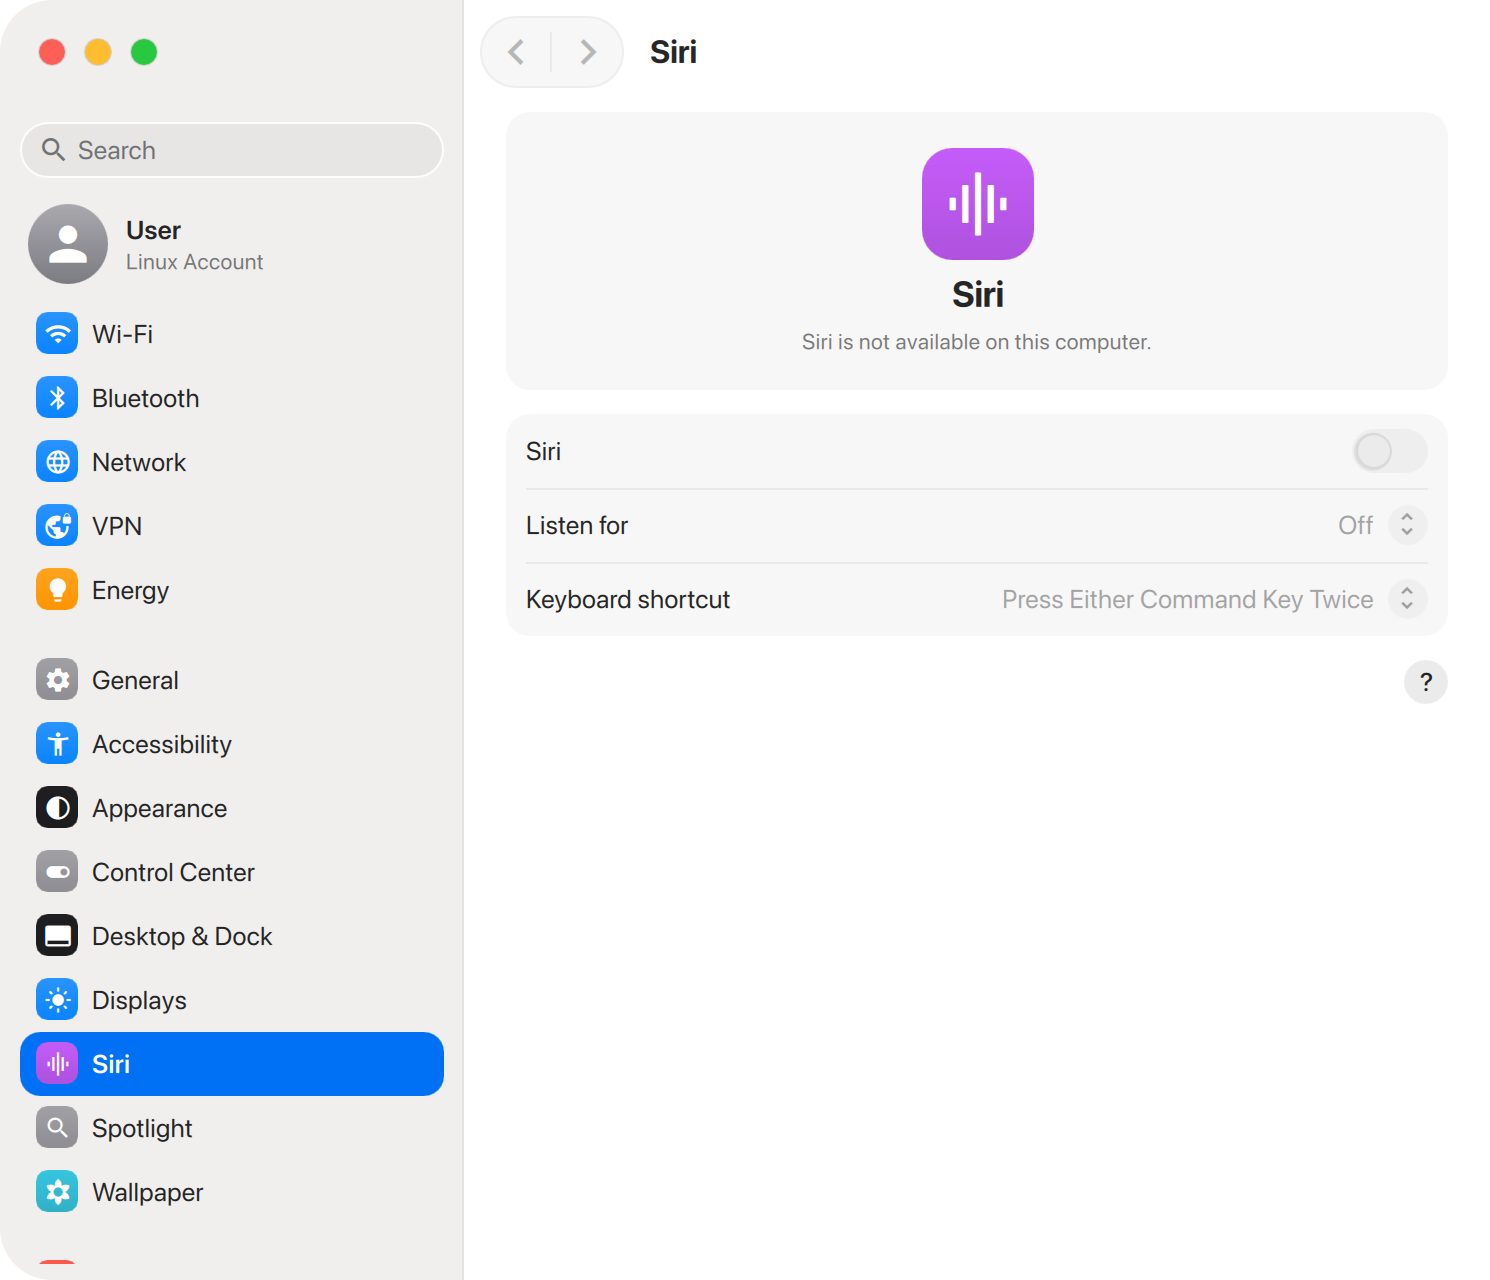 Search
User
Linux Account
Wi-Fi
Bluetooth
Network
VPN
Energy
General
Accessibility
Appearance
Control Center
Desktop & Dock
Displays
Siri
Spotlight
Wallpaper
Siri
Siri
Siri is not available on this computer.
Siri
Listen for Off
Keyboard shortcut Press Either Command Key Twice
?